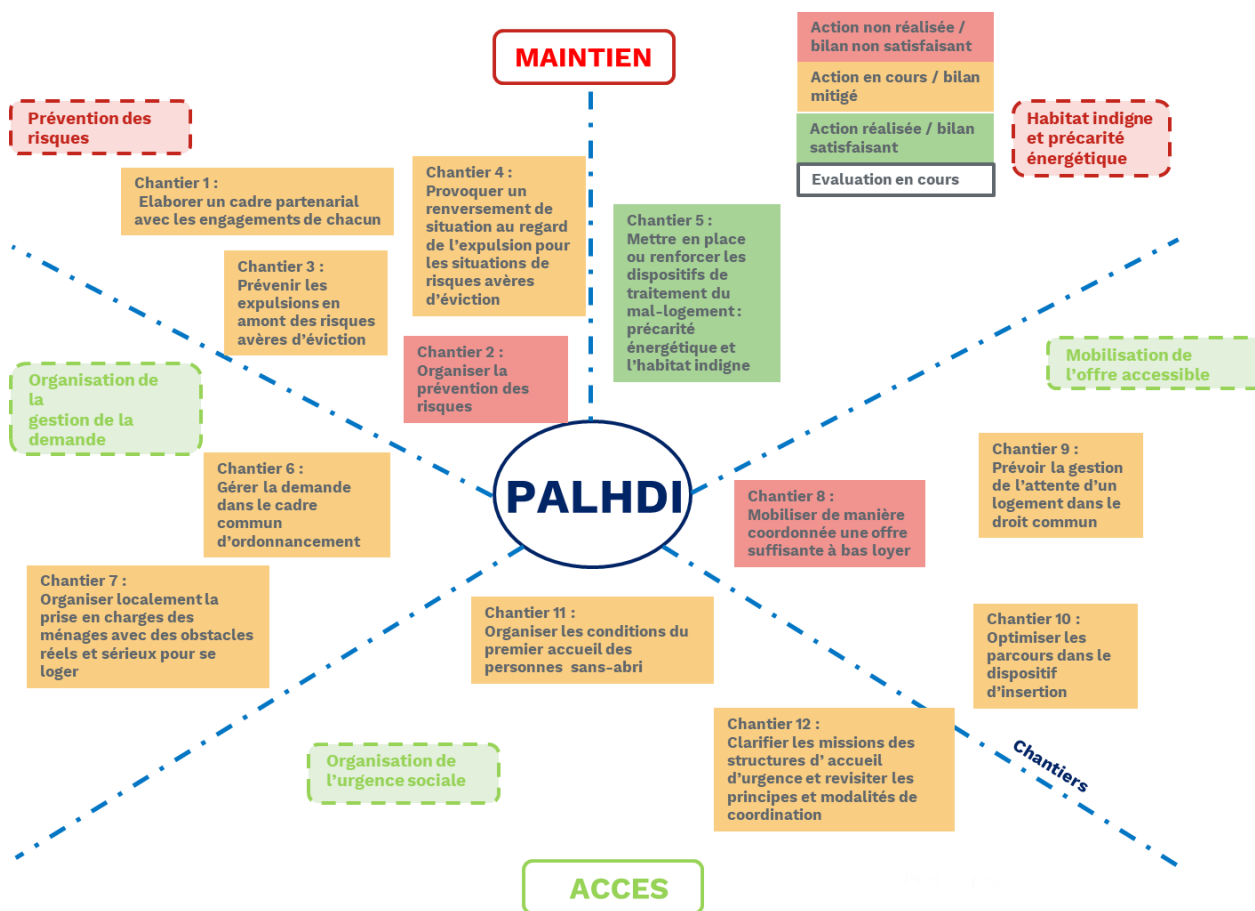 MAINTIEN
Action non réalisée /
bilan non satisfaisant
Action en cours / bilan
mitigé
Action réalisée / bilan
satisfaisant
Evaluation en cours
Prévention des
risques
Habitat indigne
et précarité
énergétique
Chantier 1 :
Elaborer un cadre partenarial
avec les engagements de chacun
Chantier 4 :
Provoquer un
renversement de
situation au regard
de l'expulsion pour
les situations de
risques avères
d'éviction
Chantier 5 :
Mettre en place
ou renforcer les
dispositifs de
traitement du
mal-logement :
précarité
énergétique et
l'habitat indigne
Chantier 3 :
Prévenir les
expulsions en
amont des risques
avères d'éviction
Chantier 2 :
Organiser la
prévention des
risques
Organisation de
la
gestion de la
demande
Mobilisation de
l'offre accessible
Chantier 6 :
Gérer la demande
dans le cadre
commun
d'ordonnancement
PALHDI
Chantier 8 :
Mobiliser de manière
coordonnée une offre
suffisante à bas loyer
Chantier 9 :
Prévoir la gestion
de l'attente d'un
logement dans le
droit commun
Chantier 7 :
Organiser localement la
prise en charges des
ménages avec des obstacles
réels et sérieux pour se
loger
Chantier 11 :
Organiser les conditions du
premier accueil des
personnes sans-abri
Chantier 10 :
Optimiser les
parcours dans le
dispositif
d'insertion
Chantier 12 :
Clarifier les missions des
structures d' accueil
d'urgence et revisiter les
principes et modalités de
coordination
Chantiers
Organisation de
l'urgence sociale
ACCES